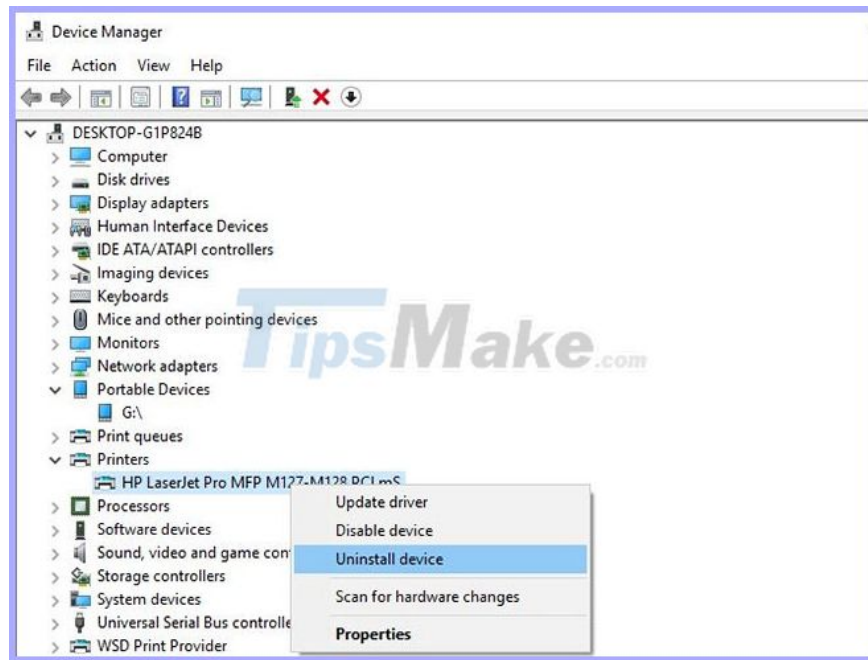 Device Manager
File Action View Help
DESKTOP-G1P824B
Computer
Disk drives
Display adapters
Human Interface Devices
IDE ATA/ATAPI controllers
Imaging devices
Keyboards
Mice and other pointing devices
Monitors
TipsMake.com
Network adapters
Portable Devices
G:\
Print queues
Printers
HP LaserJet Pro MFP M127-M128 PCLmS
Update driver
Processors
Disable device
Software devices
Uninstall device
Sound, video and game con
Storage controllers
Scan for hardware changes
System devices
Universal Serial Bus controlle
Properties
WSD Print Provider